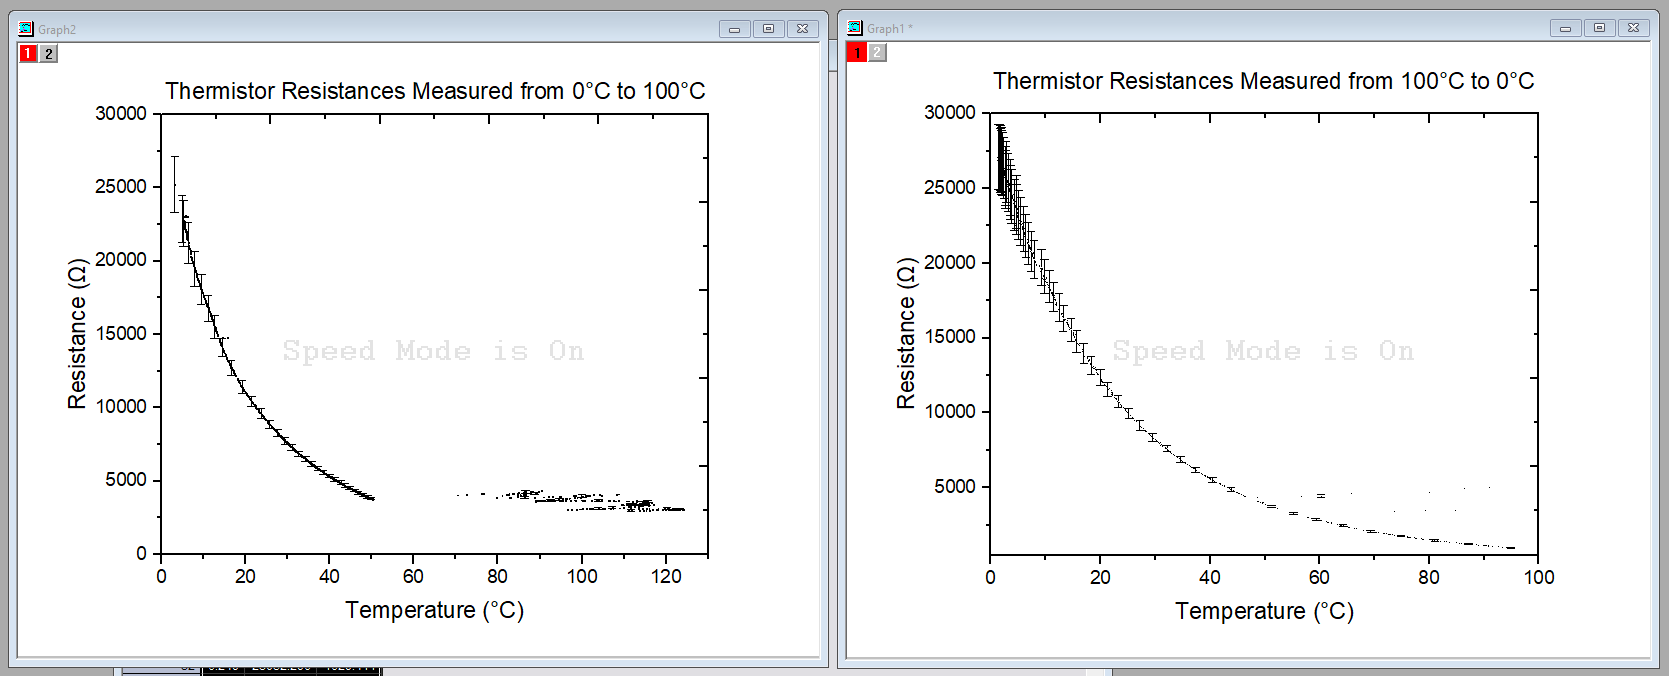 Graph2
1 2
Thermistor Resistances Measured from 0°C to 100°C
30000
25000
20000
15000
10000
5000
0
Resistance (Ω)
Speed Mode is On
0 20 40 60 80 100 120
Temperature (°C)
Graph1 *
1 2
Thermistor Resistances Measured from 100°C to 0°C
30000
25000
20000
15000
10000
5000
Resistance (Ω)
Speed Mode is On
0 20 40 60 80 100
Temperature (°C)